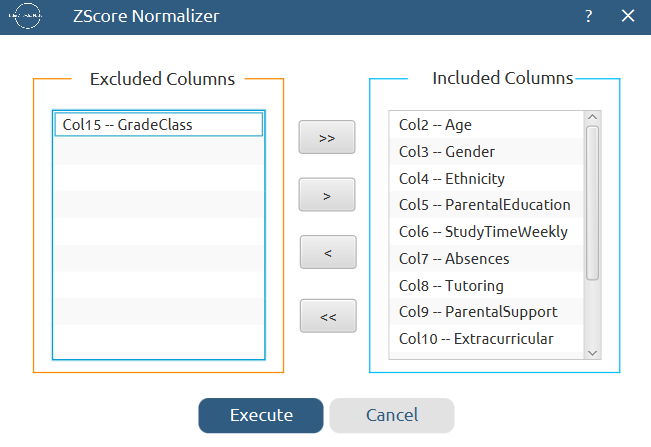 ZScore Normalizer ?
Excluded Columns
Included Columns
Col15 -- GradeClass
>>
>
<
<<
Col2 -- Age
Col3 -- Gender
Col4 -- Ethnicity
Col5 -- ParentalEducation
Col6 -- StudyTimeWeekly
Col7 -- Absences
Col8 -- Tutoring
Col9 -- ParentalSupport
Col10 -- Extracurricular
Execute
Cancel